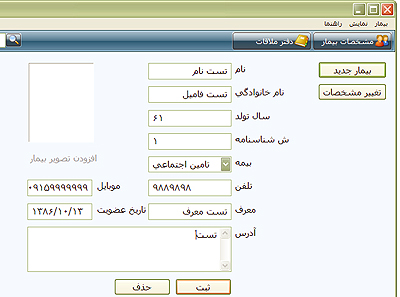 بیمار نمایش راهنما
مشخصات بیمار دفتر ملاقات
بیمار جدید
تغییر مشخصات
نام تست نام
نام خانوادگي تست فامیل
سال تولد ۶۱
ش شناسنامه ۱
بیمه تامین اجتماعي
افزودن تصویر بیمار
تلفن ۹۸۸۹۸۹۸ موبایل ۰۹۱۵۹۹۹۹۹۹۹
معرف تست معرف تاریخ عضویت ۱۳۸۶/۱۰/۱۳
آدرس تست
ثبت حذف